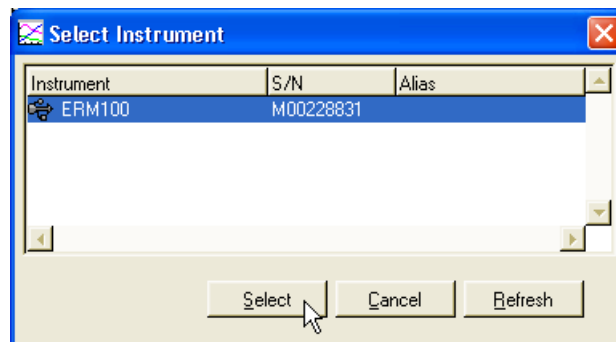 Select Instrument
Instrument S/N Alias
ERM100 M00228831
Select Cancel Refresh